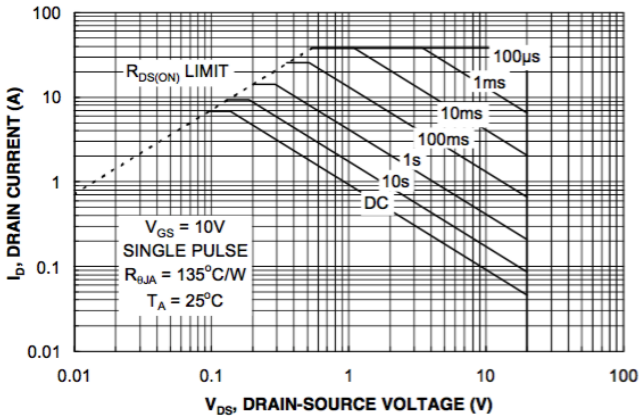 100
10
1
0.1
0.01
I_D, DRAIN CURRENT (A)
R_DS(ON) LIMIT
100μs
1ms
10ms
100ms
1s
10s
DC
V_GS = 10V
SINGLE PULSE
R_θJA = 135°C/W
T_A = 25°C
0.01
0.1
1
10
100
V_DS, DRAIN-SOURCE VOLTAGE (V)